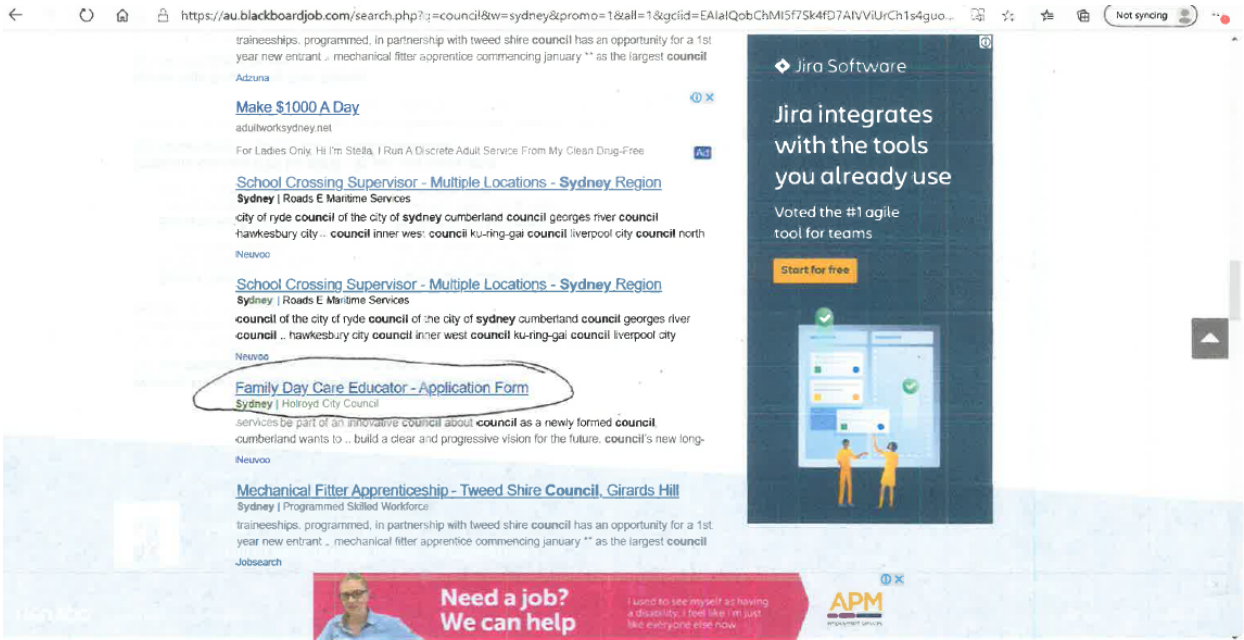 https://au.blackboardjob.com/search.php?q=council&w=sydney&promo=1&all=1&gclid=EAIaIQobChMI5f7Sk4fD7AIVViUrCh1s4guo...
Not syncing
traineeships. programmed, in partnership with tweed shire council has an opportunity for a 1st
year new entrant .. mechanical fitter apprentice commencing january ** as the largest council
Adzuna
Make $1000 A Day
adultworksydney.net
For Ladies Only, Hi I'm Stella, I Run A Discrete Adult Service From My Clean Drug-Free
Ad
School Crossing Supervisor - Multiple Locations - Sydney Region
Sydney | Roads E Maritime Services
city of ryde council of the city of sydney cumberland council georges river council
hawkesbury city .. council inner west council ku-ring-gai council liverpool city council north
Neuvoo
School Crossing Supervisor - Multiple Locations - Sydney Region
Sydney | Roads E Maritime Services
council of the city of ryde council of the city of sydney cumberland council georges river
council .. hawkesbury city council inner west council ku-ring-gai council liverpool city
Neuvoo
Family Day Care Educator - Application Form
Sydney | Holroyd City Council
services be part of an innovative council about council as a newly formed council,
cumberland wants to .. build a clear and progressive vision for the future. council's new long-
Neuvoo
Mechanical Fitter Apprenticeship - Tweed Shire Council, Girards Hill
Sydney | Programmed Skilled Workforce
traineeships. programmed, in partnership with tweed shire council has an opportunity for a 1st
year new entrant .. mechanical fitter apprentice commencing january ** as the largest council
Jobsearch
Jira Software
Jira integrates
with the tools
you already use
Voted the #1 agile
tool for teams
Start for free
Need a job?
We can help
I used to see myself as having
a disability, I feel like I'm just
like everyone else now.
APM
employment services